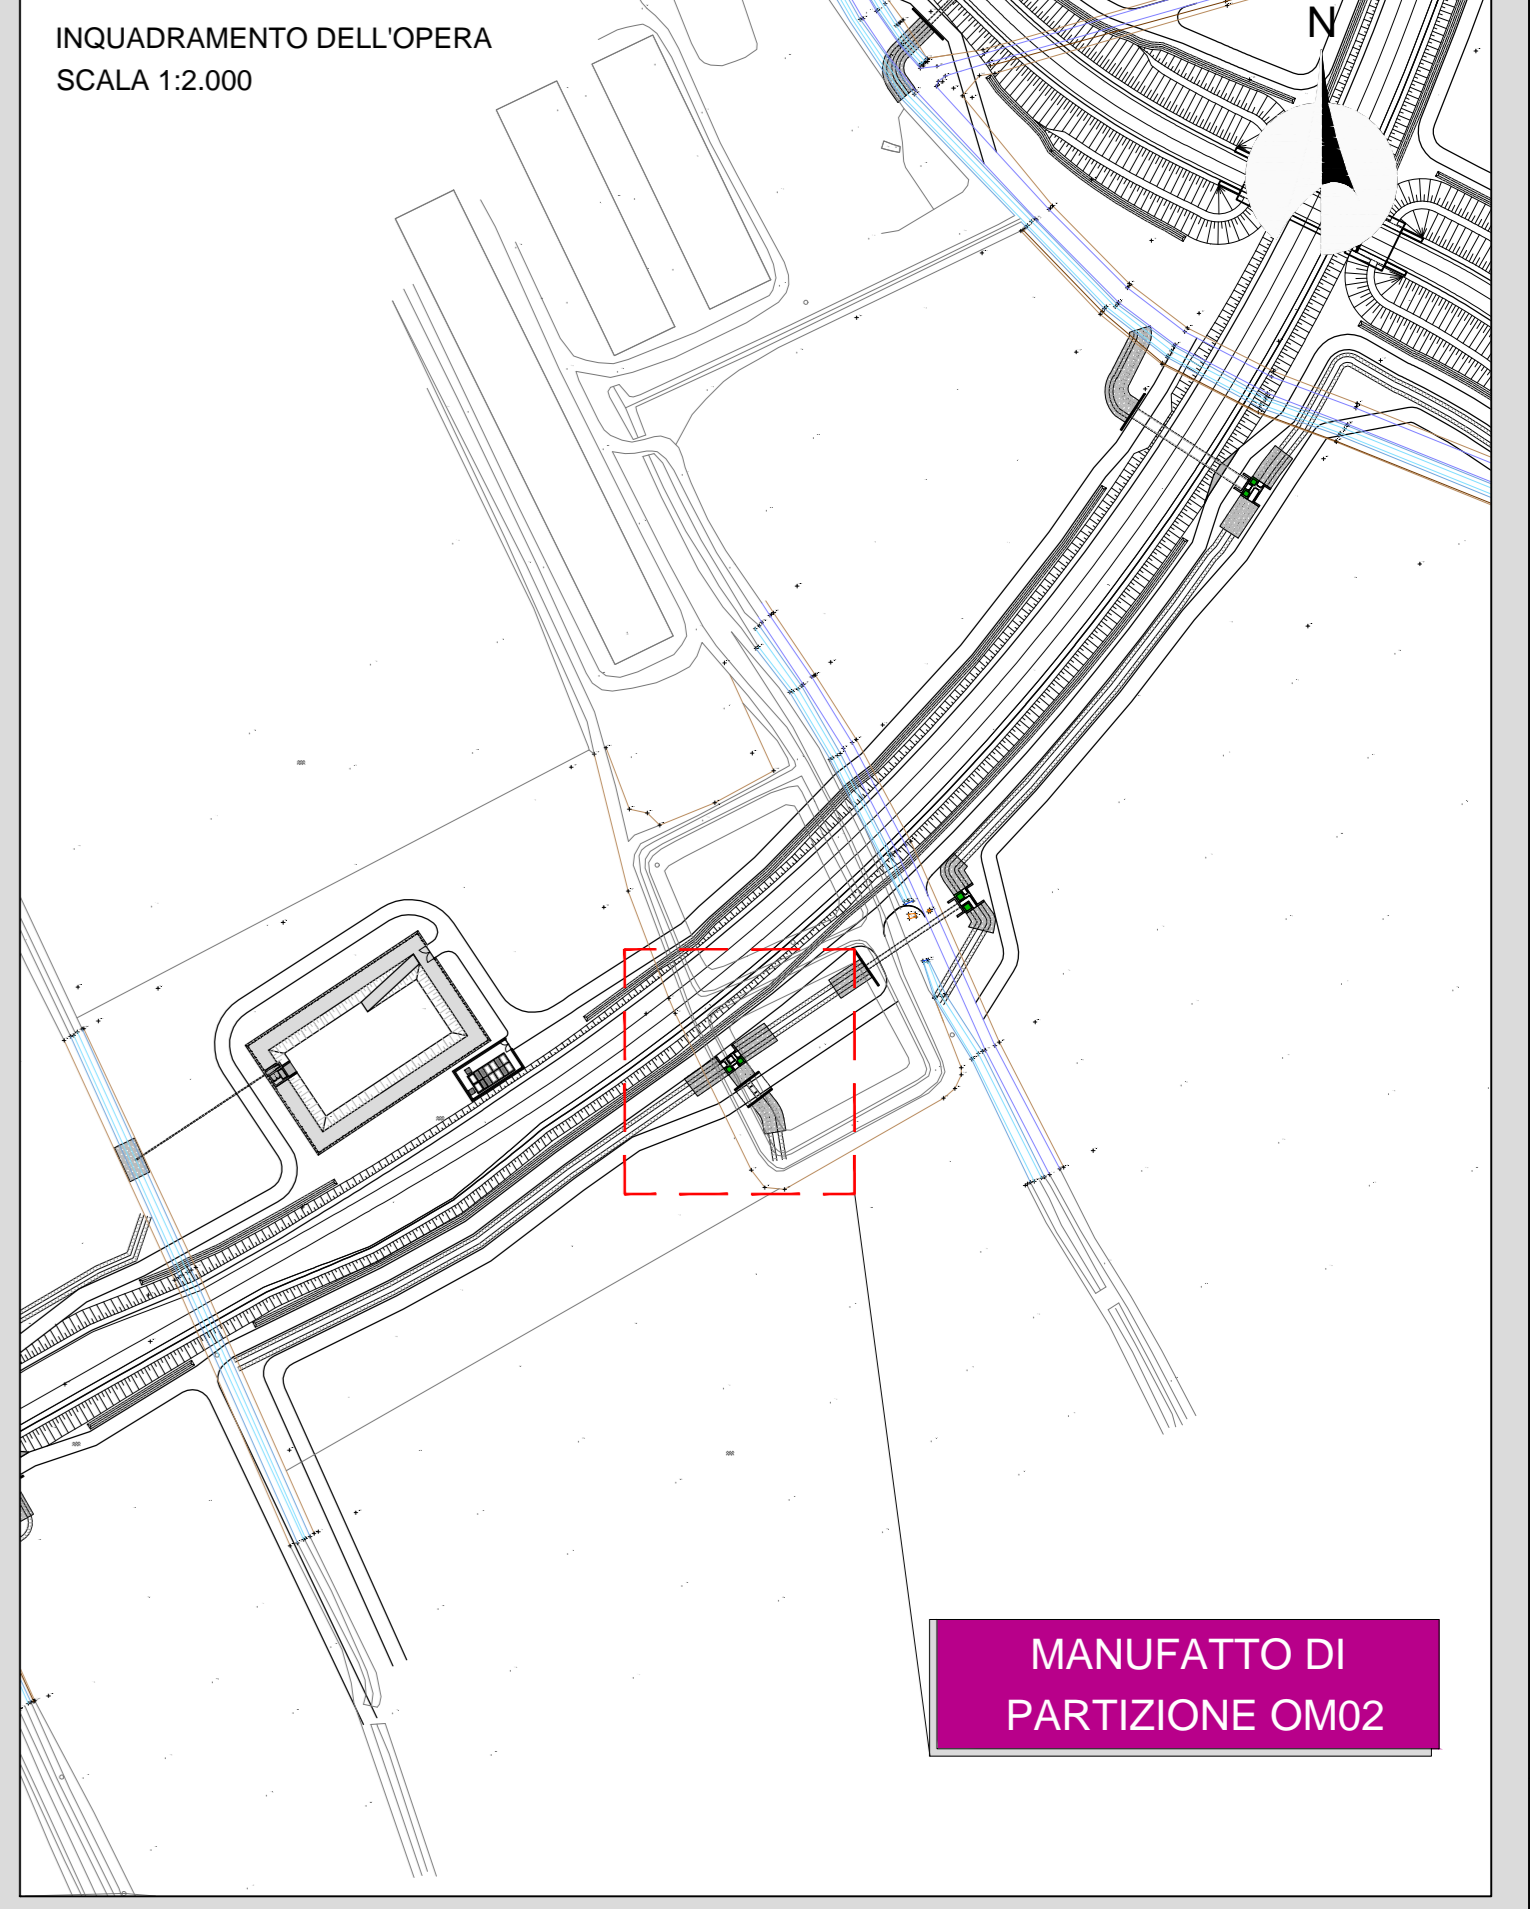 INQUADRAMENTO DELL'OPERA
SCALA 1:2.000
N
MANUFATTO DI
PARTIZIONE OM02